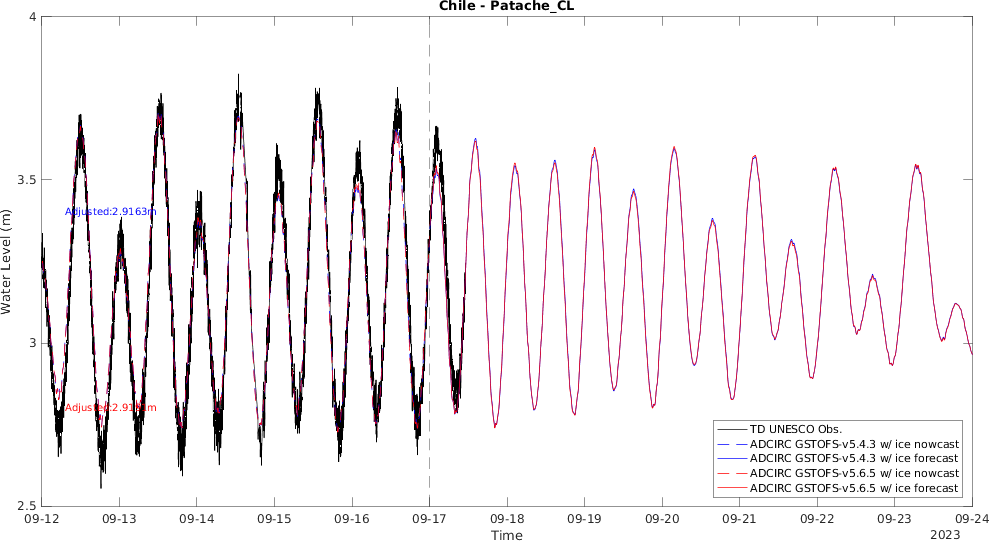 Chile - Patache_CL
4
3.5
3
2.5
Water Level (m)
Adjusted:2.9163m
09-12
09-13
09-14
09-15
09-16
09-17
09-18
09-19
09-20
09-21
09-22
09-23
09-24
Time
2023
TD UNESCO Obs.
ADCIRC GSTOFS-v5.4.3 w/ ice nowcast
ADCIRC GSTOFS-v5.4.3 w/ ice forecast
ADCIRC GSTOFS-v5.6.5 w/ ice nowcast
ADCIRC GSTOFS-v5.6.5 w/ ice forecast